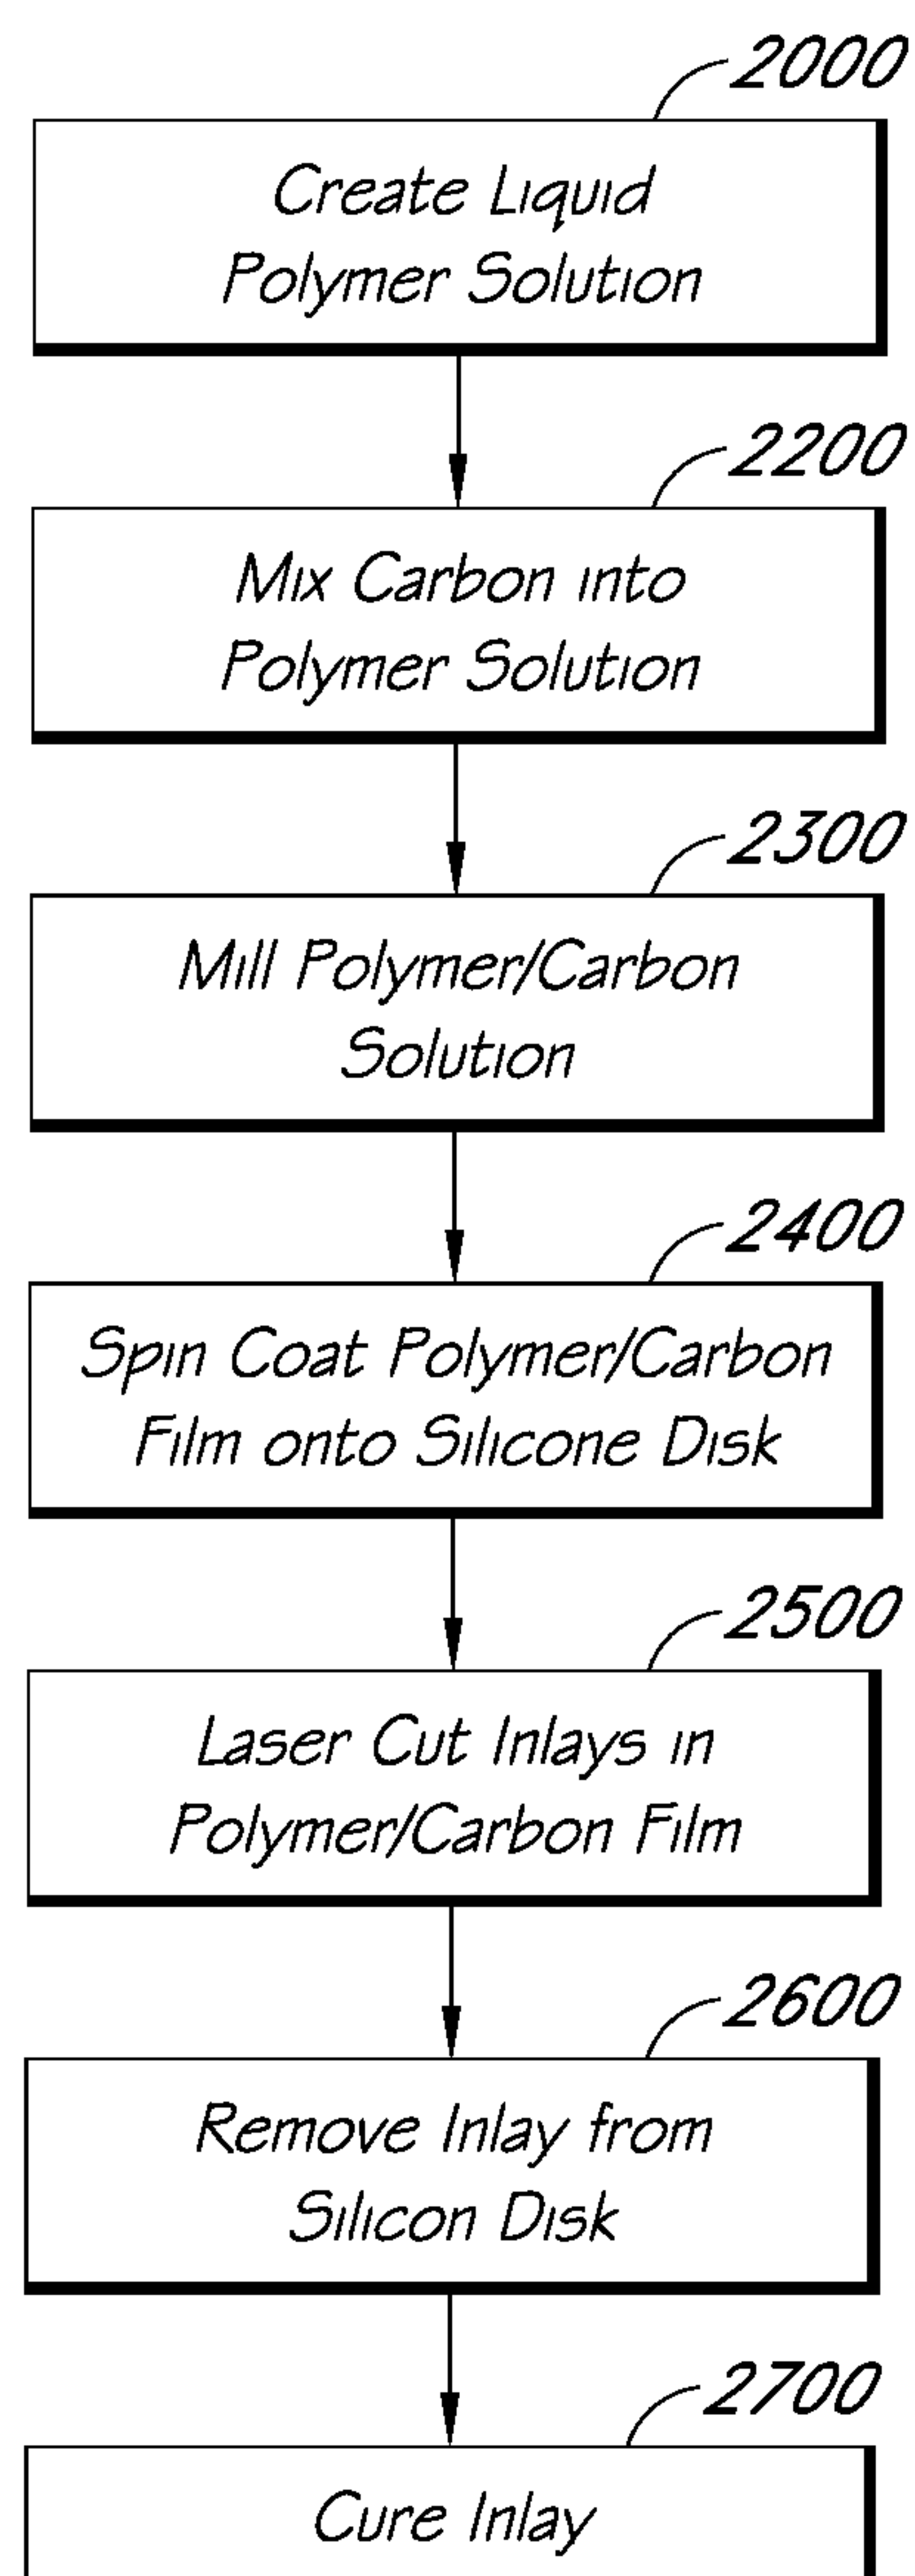 2000
Create Liquid
Polymer Solution
2200
Mix Carbon into
Polymer Solution
2300
Mill Polymer/Carbon
Solution
2400
Spin Coat Polymer/Carbon
Film onto Silicone Disk
2500
Laser Cut Inlays in
Polymer/Carbon Film
2600
Remove Inlay from
Silicon Disk
2700
Cure Inlay